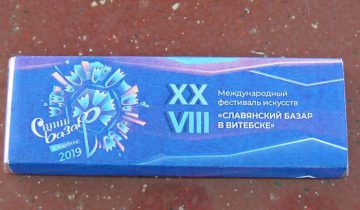 2019
XX
VIII
Международный
фестиваль искусств
«СЛАВЯНСКИЙ БАЗАР
В ВИТЕБСКЕ»